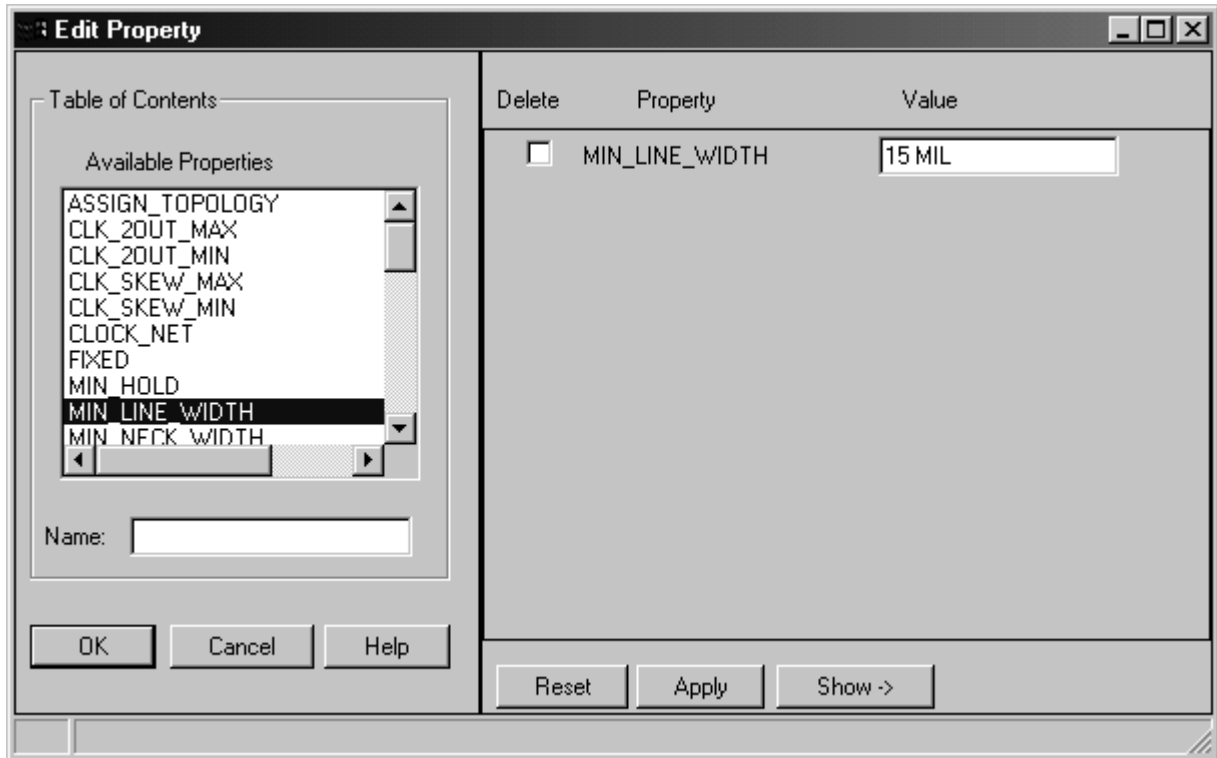 Edit Property
Table of Contents
Available Properties
ASSIGN_TOPOLOGY
CLK_2OUT_MAX
CLK_2OUT_MIN
CLK_SKEW_MAX
CLK_SKEW_MIN
CLOCK_NET
FIXED
MIN_HOLD
MIN_LINE_WIDTH
MIN_NECK_WIDTH
Name:
OK Cancel Help
Delete Property Value
MIN_LINE_WIDTH 15 MIL
Reset Apply Show ->